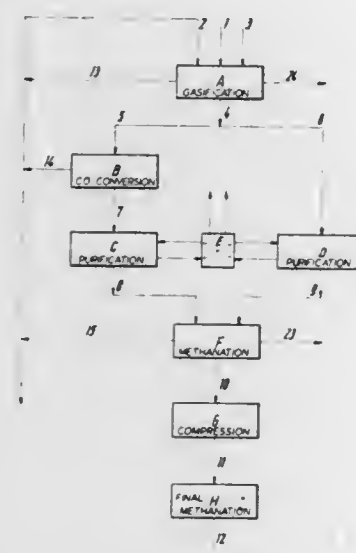 2 1 3
13 A 24
GASIFICATION
5 4 6
14 B
CO CONVERSION
7
C E D
PURIFICATION PURIFICATION
8 9
15 F 23
METHANATION
10
G
COMPRESSION
11
FINAL H
METHANATION
12